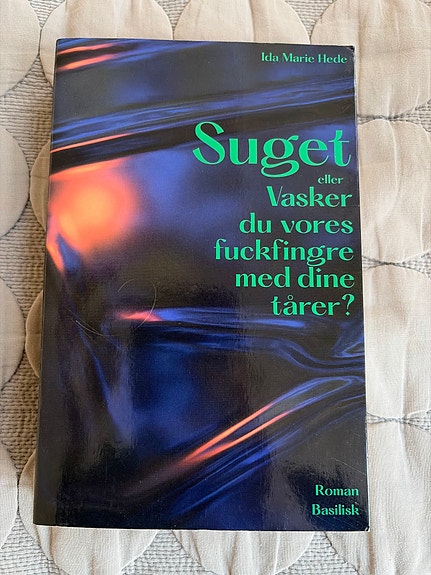 Ida Marie Hede
Suget
eller
Vasker
du vores
fuckfingre
med dine
tårer?
Roman
Basilisk